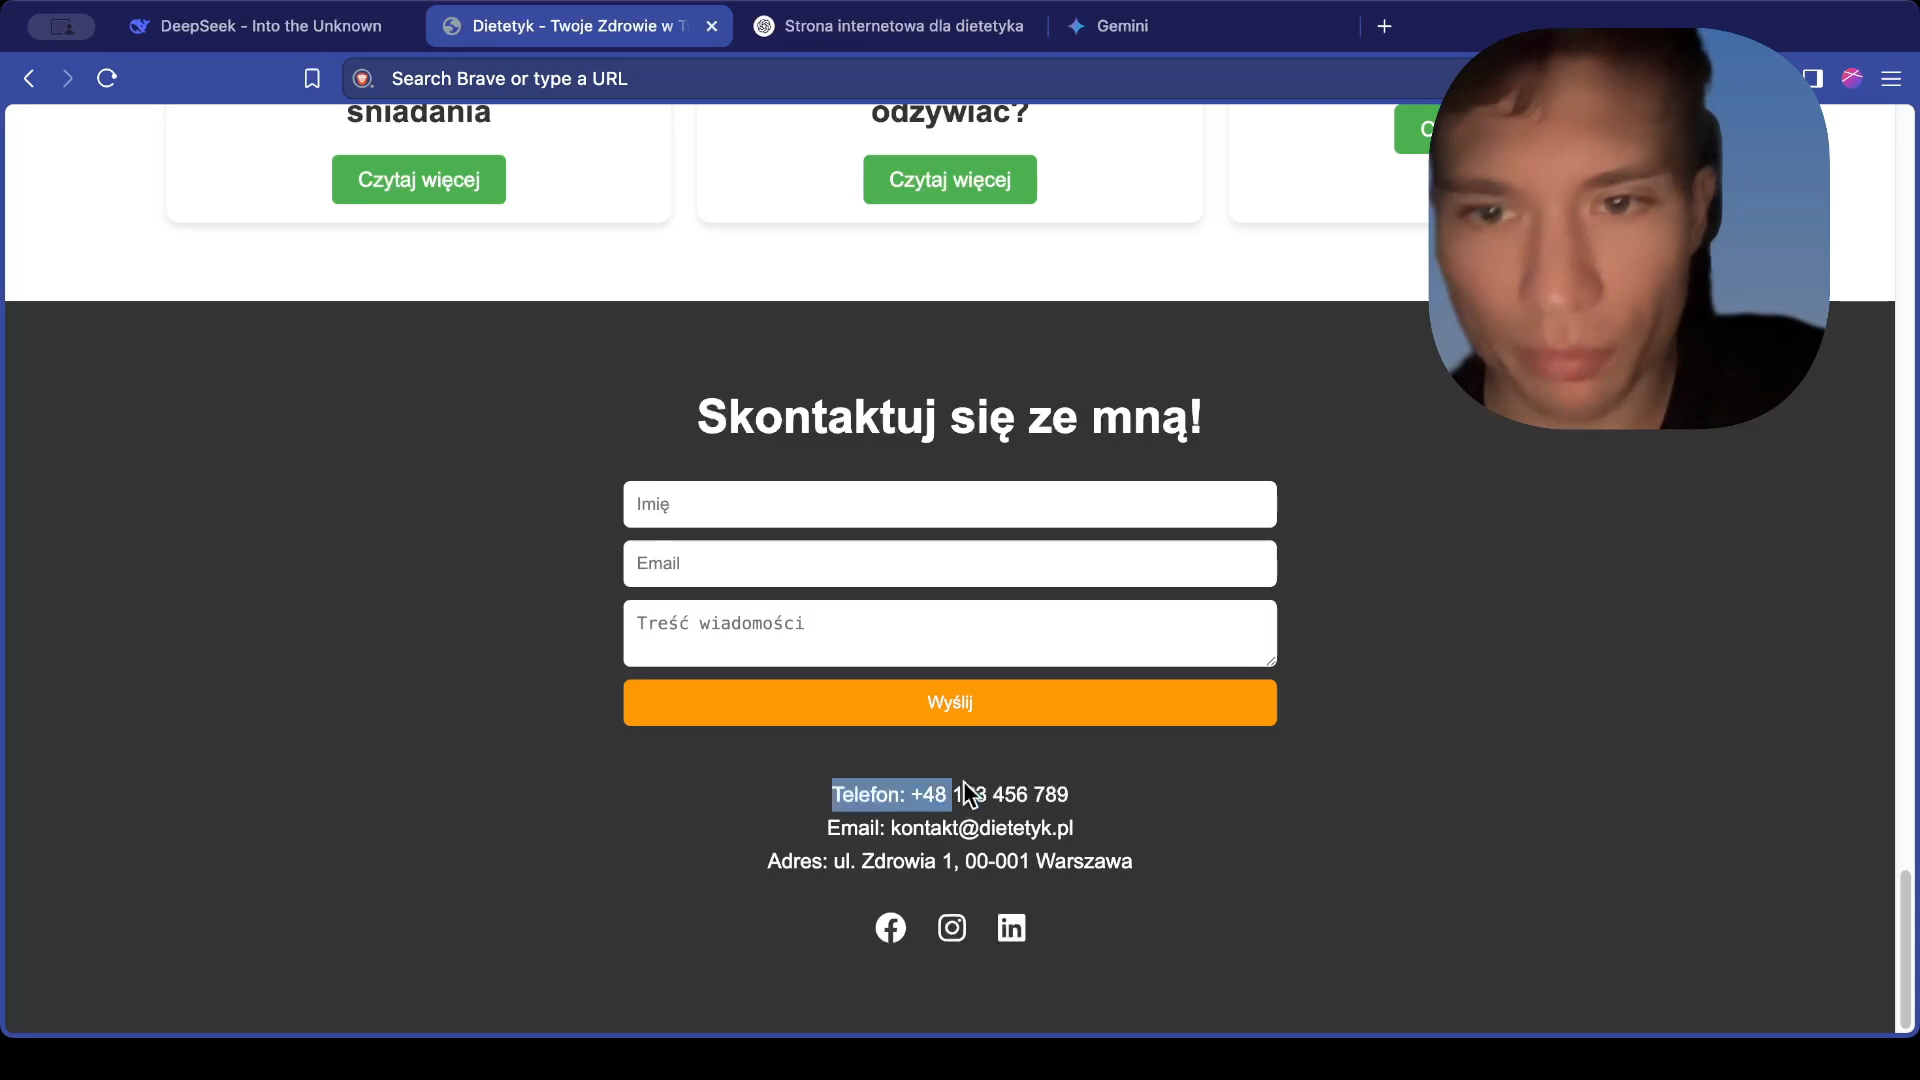 DeepSeek - Into the Unknown
Dietetyk - Twoje Zdrowie w
Strona internetowa dla dietetyka
Gemini
Search Brave or type a URL
śniadania
odżywiać?
Czytaj więcej
Czytaj więcej
Skontaktuj się ze mną!
Imię
Email
Treść wiadomości
Wyślij
Telefon: +48 123 456 789
Email: kontakt@dietetyk.pl
Adres: ul. Zdrowia 1, 00-001 Warszawa